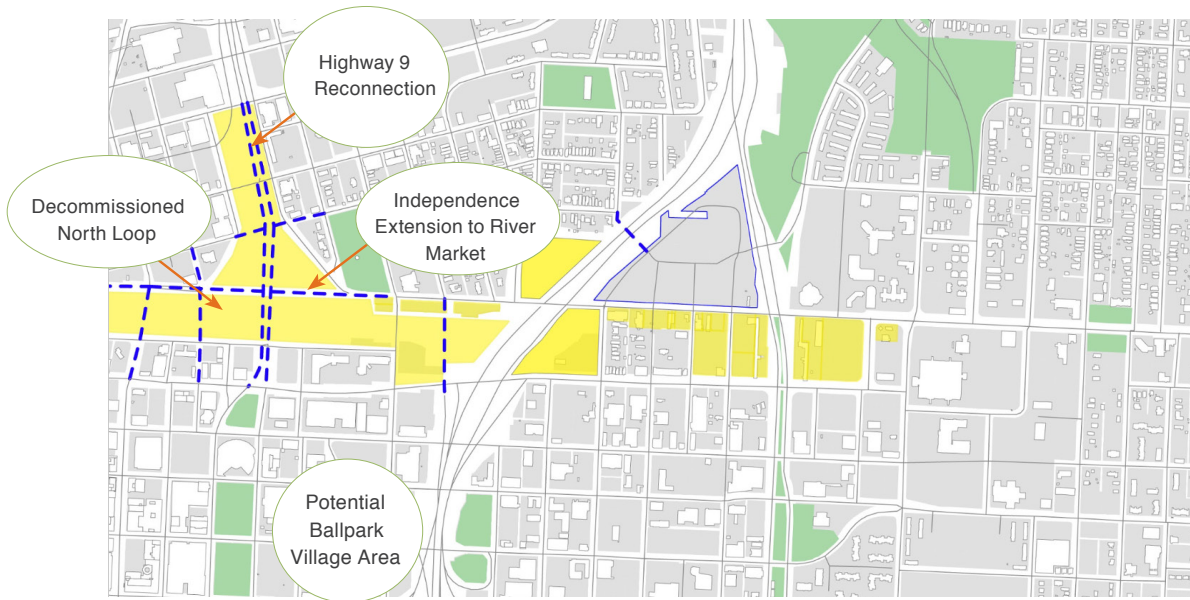 Highway 9
Reconnection
Decommissioned
North Loop
Independence
Extension to River
Market
Potential
Ballpark
Village Area